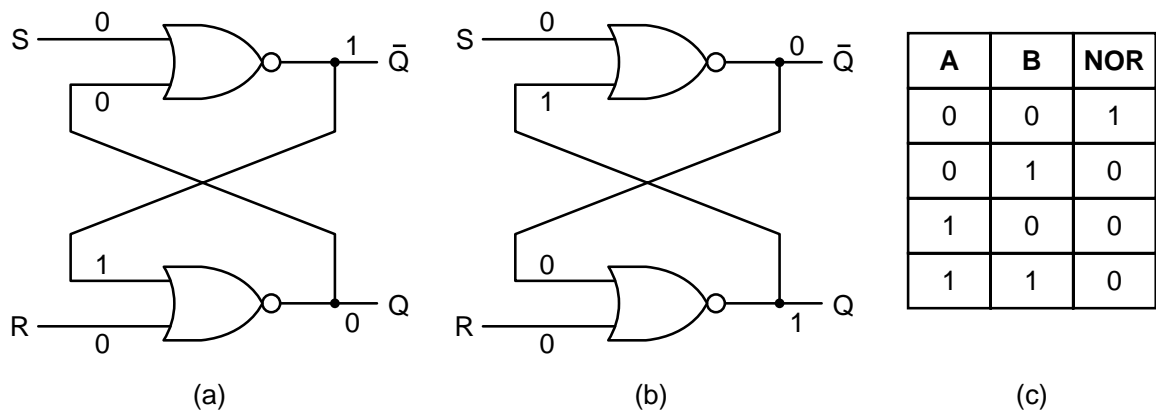 S 0 1 Q̄
0
1
R 0 0 Q
(a)
S 0 0 Q̄
1
0
R 0 1 Q
(b)
A B NOR
0 0 1
0 1 0
1 0 0
1 1 0
(c)